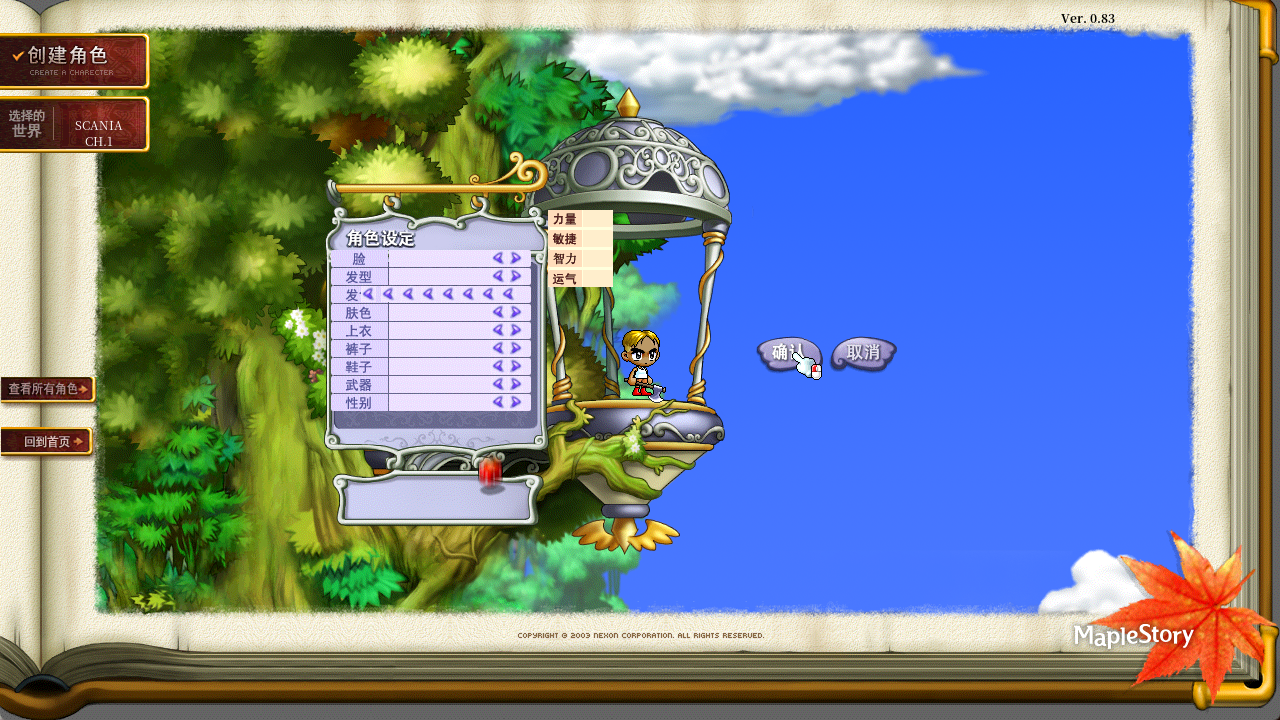 Ver. 0.83
创建角色
CREATE A CHARECTER
选择的
世界
SCANIA
CH.1
力量
敏捷
智力
运气
角色设定
脸
发型
发
肤色
上衣
裤子
鞋子
武器
性别
确认
取消
查看所有角色
回到首页
COPYRIGHT @ 2003 NEXON CORPORATION. ALL RIGHTS RESERVED.
MapleStory